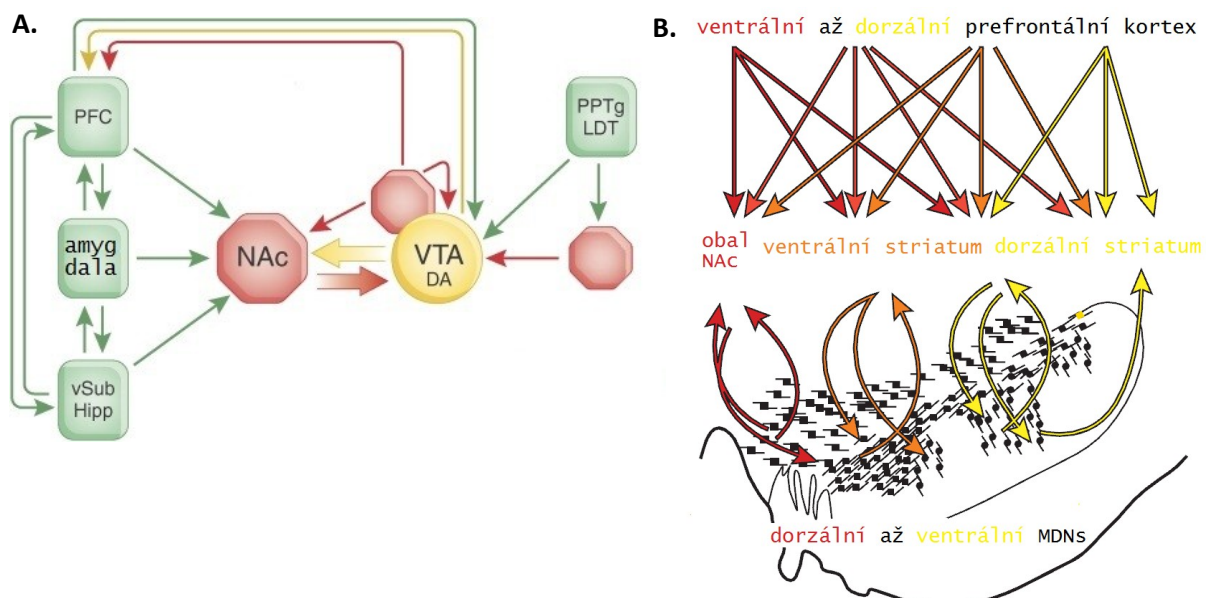 A.
PFC
amyg
dala
vSub
Hipp
NAc
VTA
DA
PPTg
LDT
B.
ventrální až dorzální prefrontální kortex
obal
NAc
ventrální striatum
dorzální striatum
dorzální až ventrální MDNs